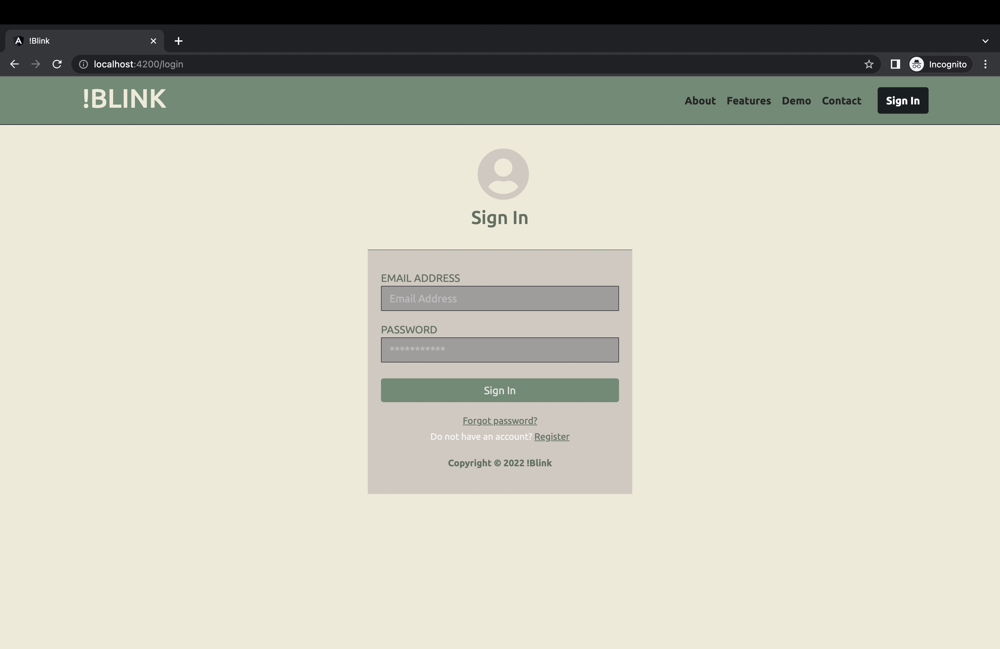 !Blink
localhost:4200/login
Incognito
!BLINK
About Features Demo Contact Sign In
Sign In
EMAIL ADDRESS
Email Address
PASSWORD
***********
Sign In
Forgot password?
Do not have an account? Register
Copyright © 2022 !Blink